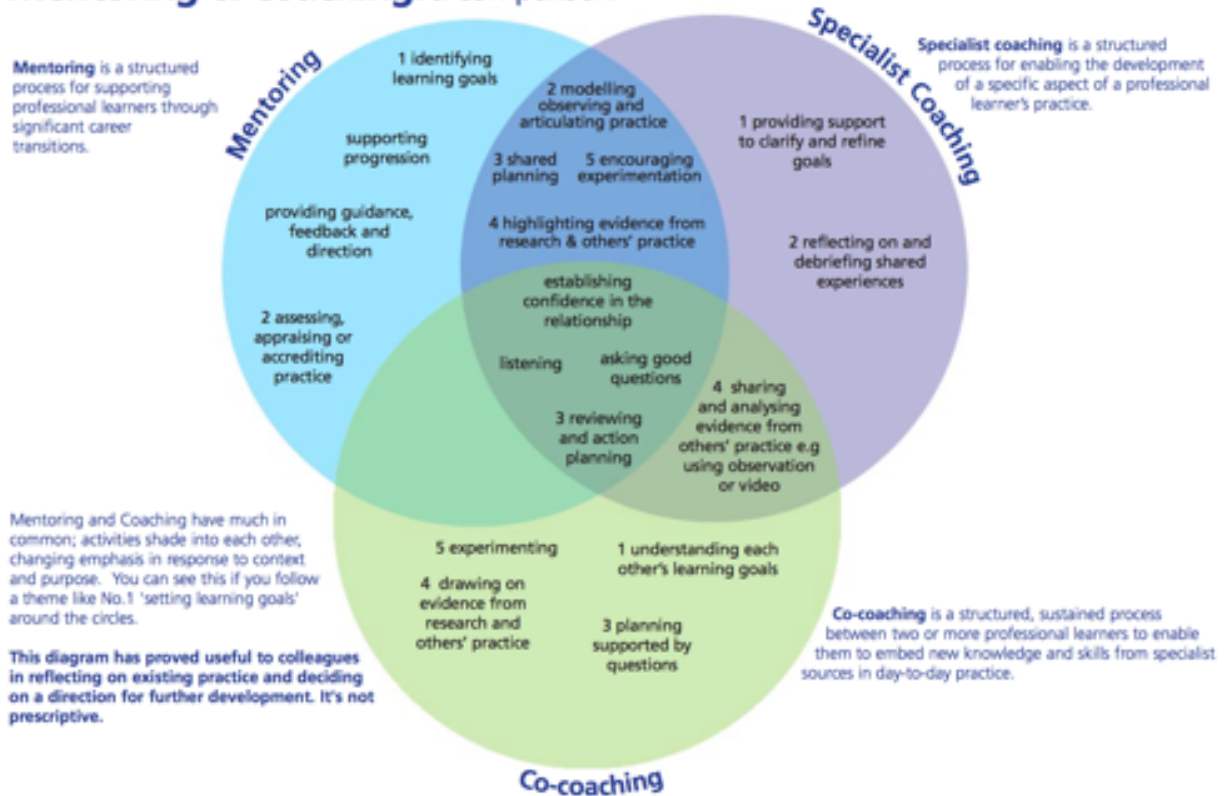 Mentoring is a structured
process for supporting
professional learners through
significant career
transitions.
Mentoring
Specialist Coaching
Specialist coaching is a structured
process for enabling the development
of a specific aspect of a professional
learner's practice.
1 identifying
learning goals
supporting
progression
providing guidance,
feedback and
direction
2 assessing,
appraising or
accrediting
practice
2 modelling
observing and
articulating practice
3 shared
planning
5 encouraging
experimentation
4 highlighting evidence from
research & others' practice
1 providing support
to clarify and refine
goals
2 reflecting on and
debriefing shared
experiences
establishing
confidence in the
relationship
listening
asking good
questions
3 reviewing
and action
planning
4 sharing
and analysing
evidence from
others' practice e.g
using observation
or video
Mentoring and Coaching have much in
common; activities shade into each other,
changing emphasis in response to context
and purpose. You can see this if you follow
a theme like No.1 'setting learning goals'
around the circles.
This diagram has proved useful to colleagues
in reflecting on existing practice and deciding
on a direction for further development. It's not
prescriptive.
5 experimenting
4 drawing on
evidence from
research and
others' practice
1 understanding each
other's learning goals
3 planning
supported by
questions
Co-coaching is a structured, sustained process
between two or more professional learners to enable
them to embed new knowledge and skills from specialist
sources in day-to-day practice.
Co-coaching